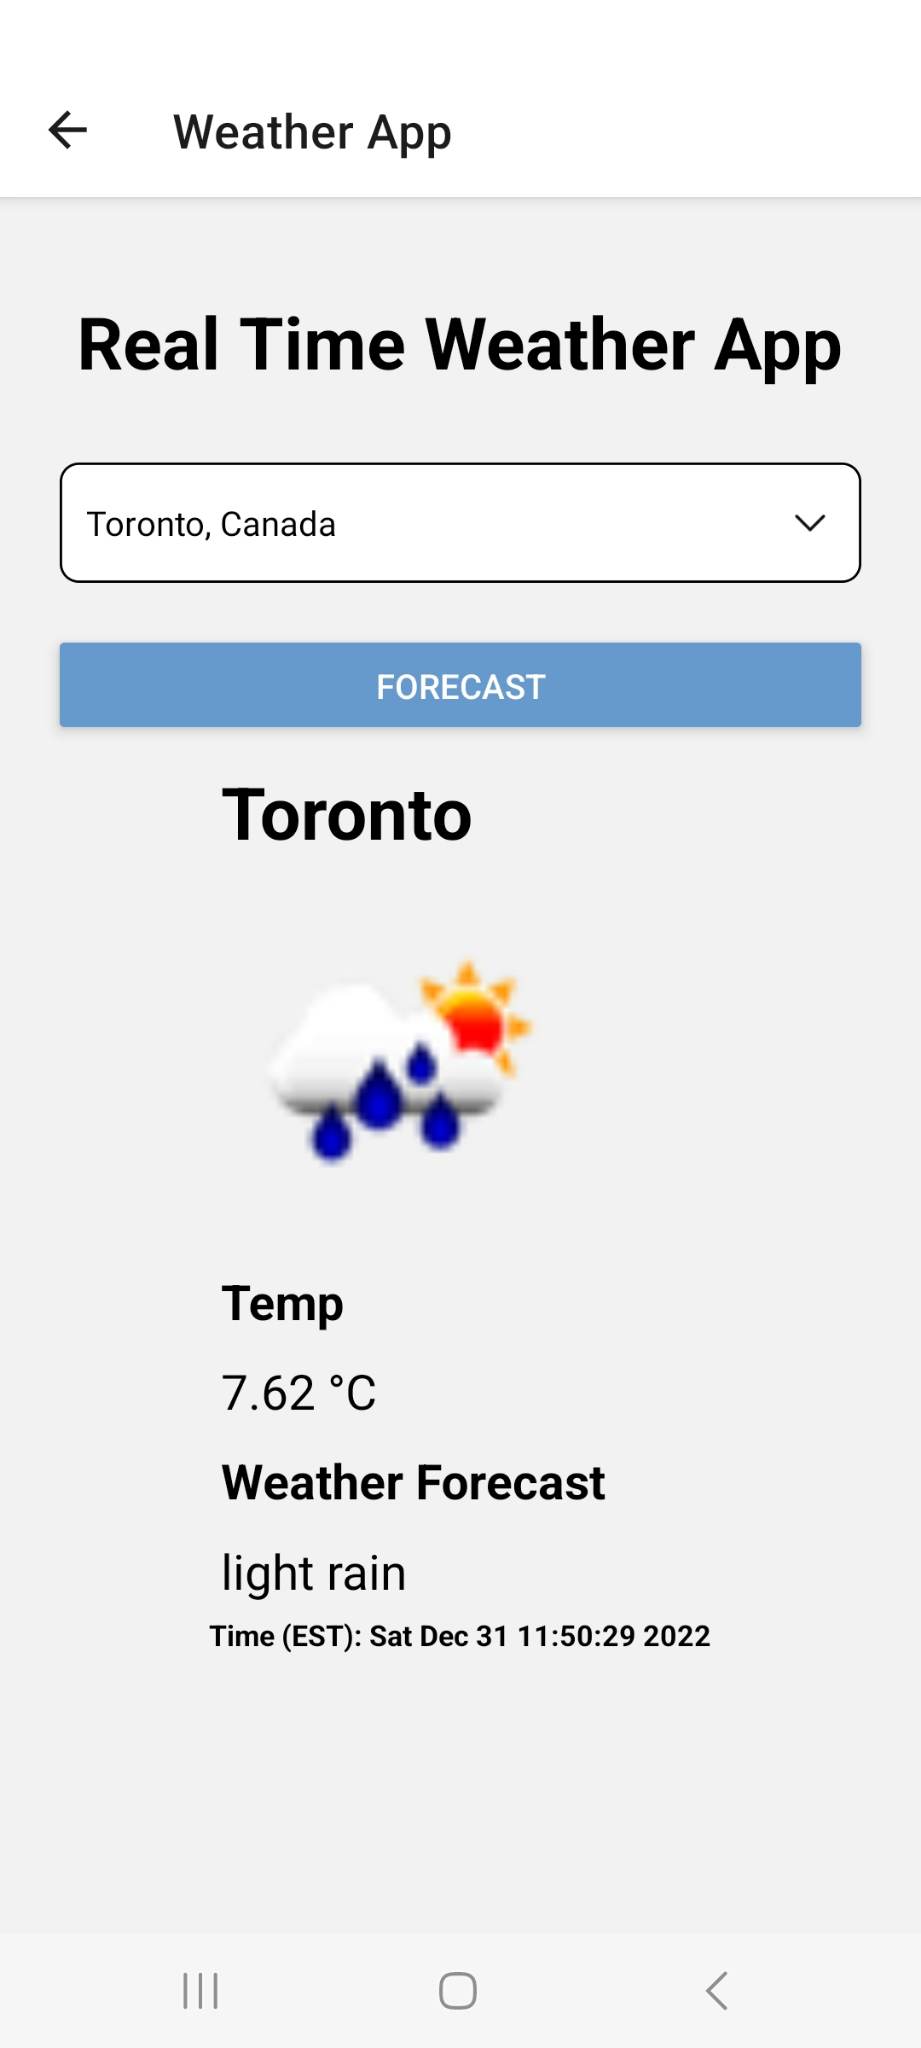 Weather App
Real Time Weather App
Toronto, Canada
FORECAST
Toronto
Temp
7.62 °C
Weather Forecast
light rain
Time (EST): Sat Dec 31 11:50:29 2022